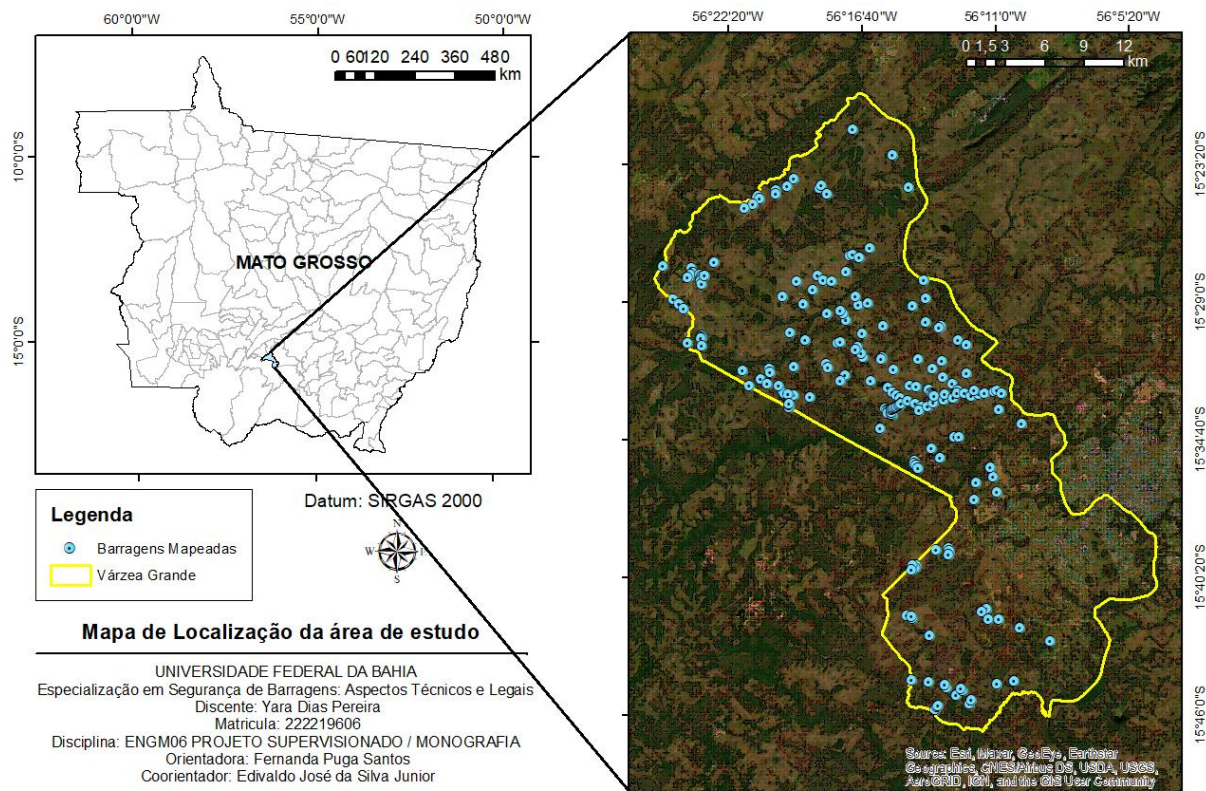 60°0'0"W 55°0'0"W 50°0'0"W
0 60120 240 360 480
km
10°0'0"S
MATO GROSSO
15°0'0"S
Datum: SIRGAS 2000
N
W E
S
Legenda
Barragens Mapeadas
Várzea Grande
Mapa de Localização da área de estudo
UNIVERSIDADE FEDERAL DA BAHIA
Especialização em Segurança de Barragens: Aspectos Técnicos e Legais
Discente: Yara Dias Pereira
Matricula: 222219606
Disciplina: ENGM06 PROJETO SUPERVISIONADO / MONOGRAFIA
Orientadora: Fernanda Puga Santos
Coorientador: Edivaldo José da Silva Junior
56°22'20"W 56°16'40"W 56°11'0"W 56°5'20"W
0 1,5 3 6 9 12
km
15°23'20"S
15°29'0"S
15°34'40"S
15°40'20"S
15°46'0"S
Source: Esri, Maxar, GeoEye, Earthstar
Geographics, CNES/Airbus DS, USDA, USGS,
AeroGRID, IGN, and the GIS User Community